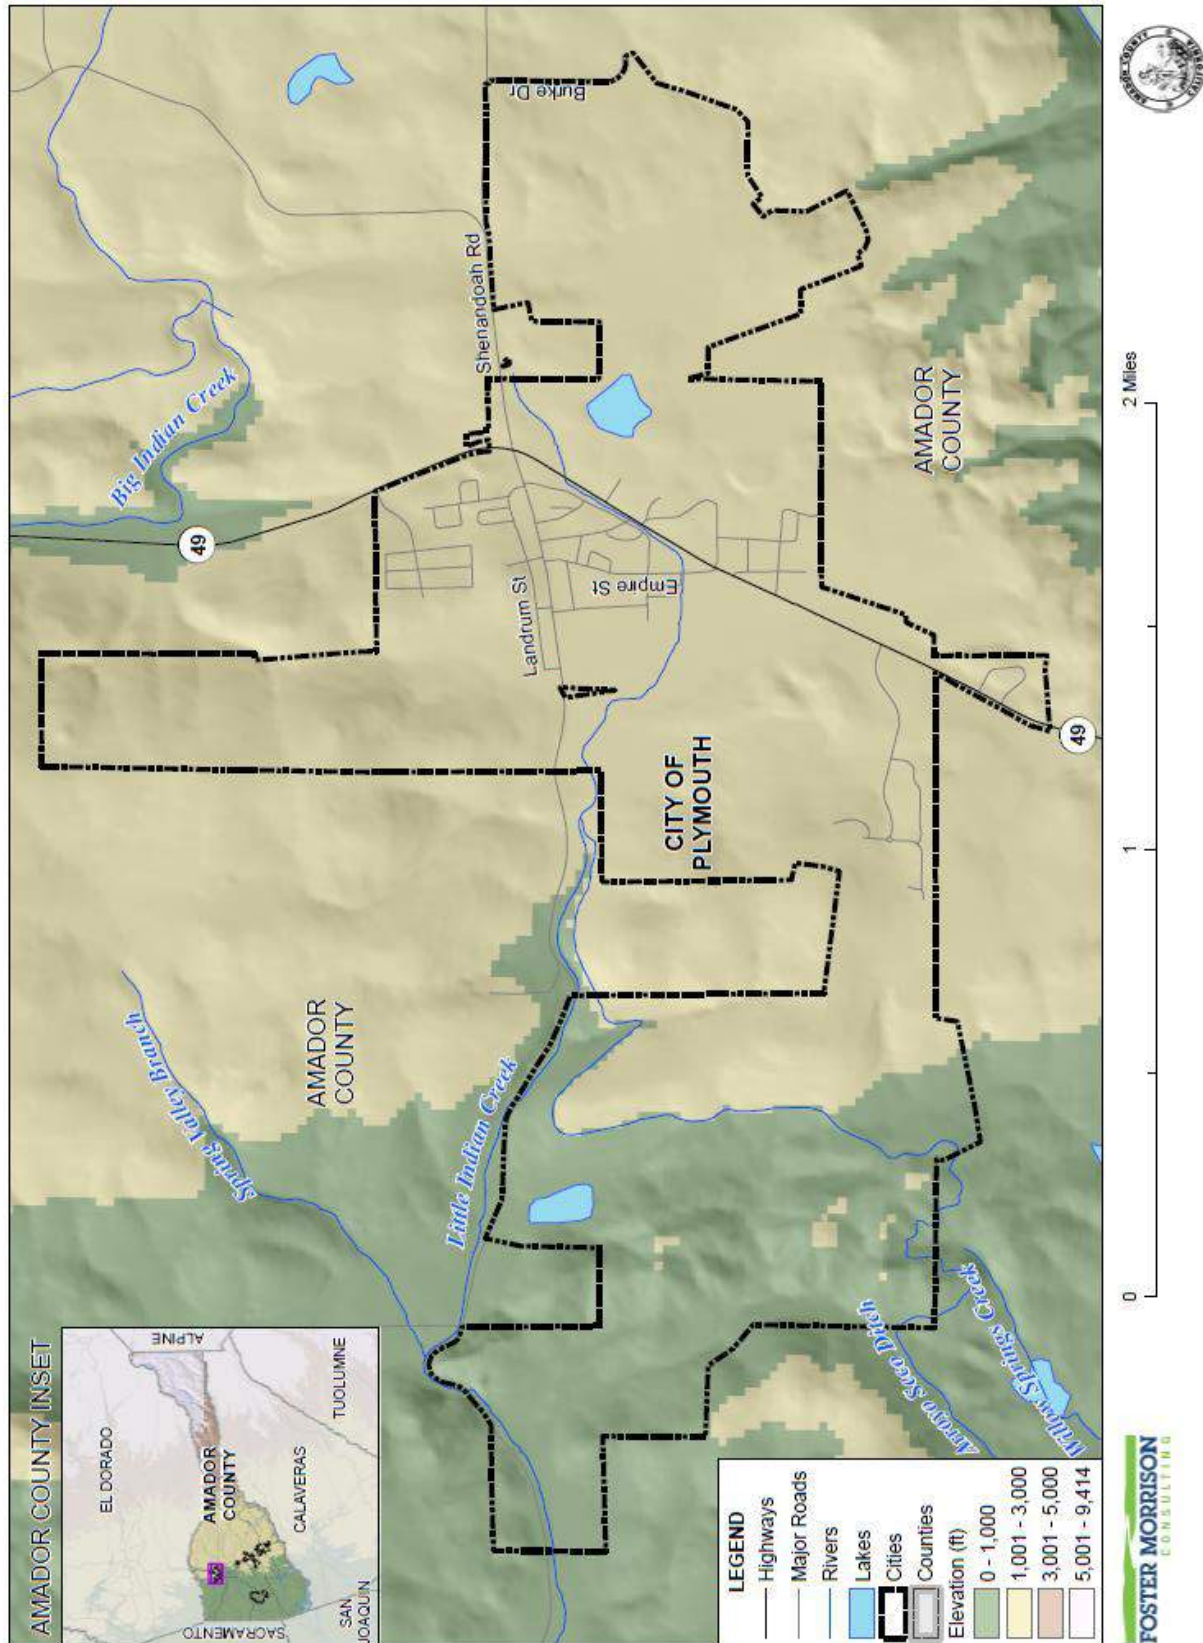 AMADOR COUNTY INSET
EL DORADO
ALPINE
AMADOR
COUNTY
TUOLUMNE
CALAVERAS
SAN
JOAQUIN
SACRAMENTO
Spring Valley Branch
AMADOR
COUNTY
Big Indian Creek
49
Shenandoah Rd
Burke Dr
Landrum St
Empire St
Little Indian Creek
CITY OF
PLYMOUTH
AMADOR
COUNTY
49
Arroyo Seco Ditch
Willow Springs Creek
LEGEND
Highways
Major Roads
Rivers
Lakes
Cities
Counties
Elevation (ft)
0 - 1,000
1,001 - 3,000
3,001 - 5,000
5,001 - 9,414
0
1
2 Miles
FOSTER MORRISON
CONSULTING
AMADOR COUNTY